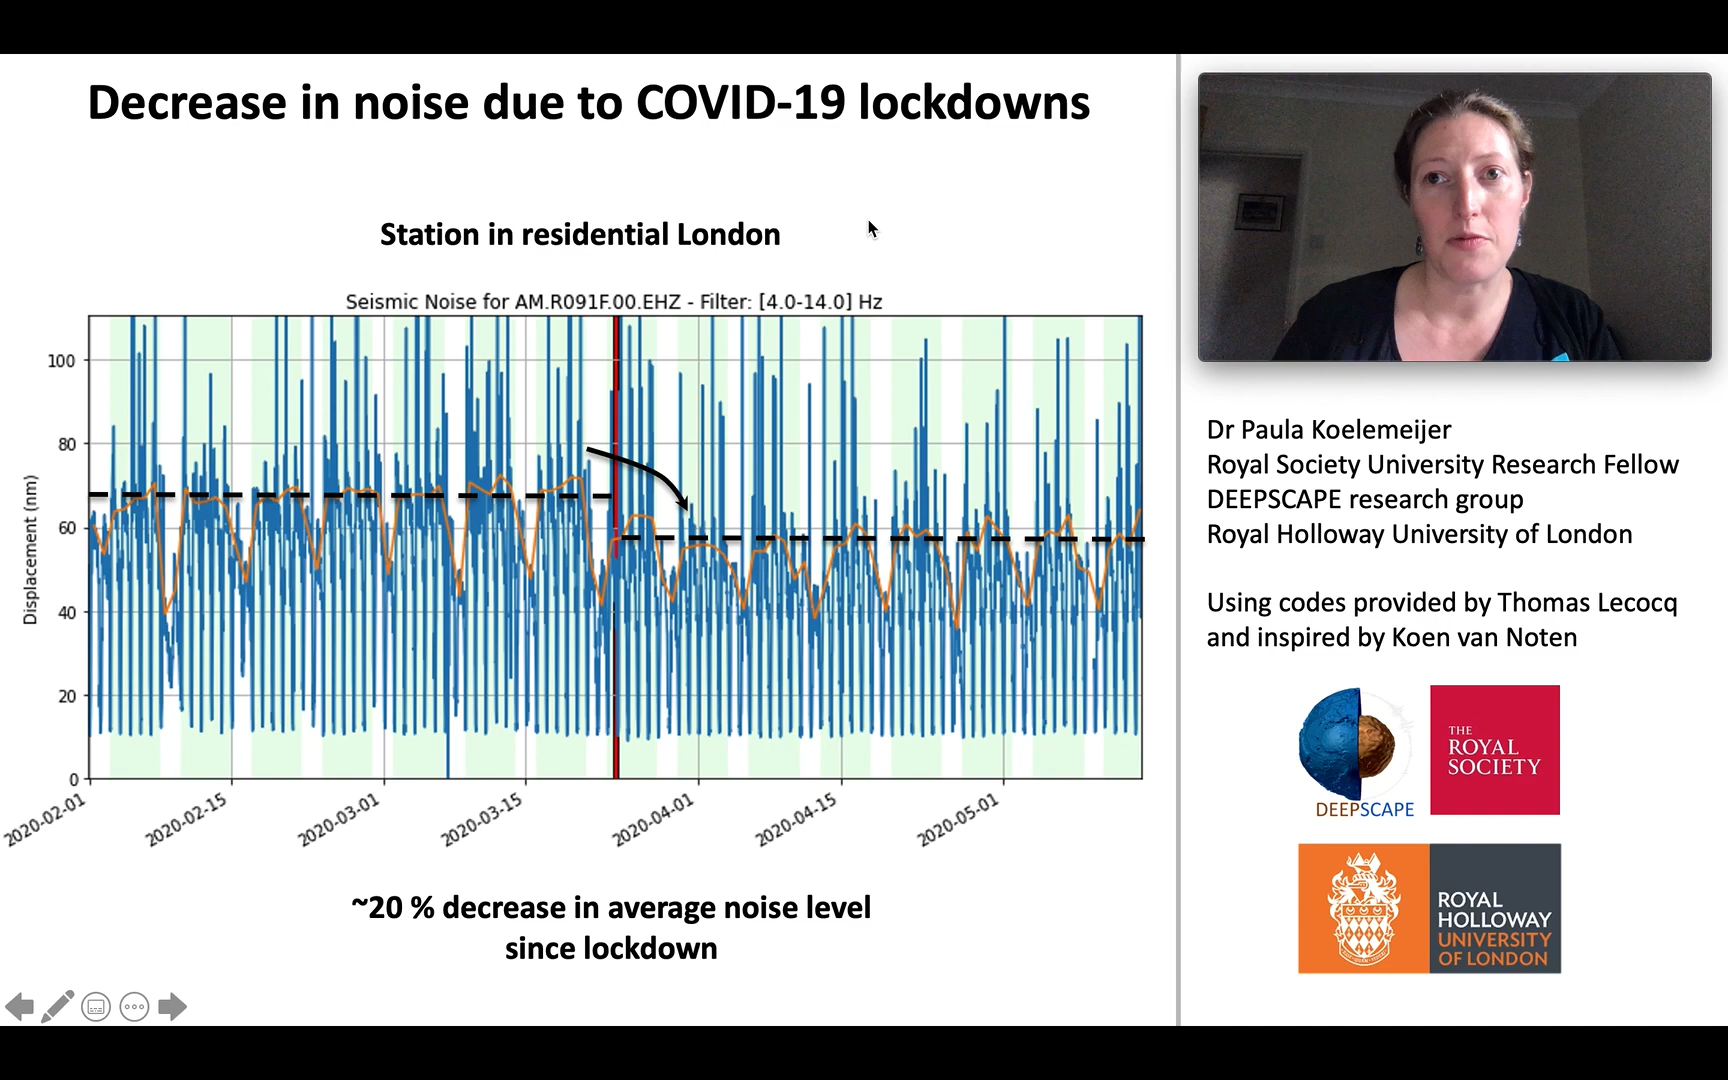 Decrease in noise due to COVID-19 lockdowns
Station in residential London
Seismic Noise for AM.R091F.00.EHZ - Filter: [4.0-14.0] Hz
Displacement (nm)
100
80
60
40
20
0
2020-02-01
2020-02-15
2020-03-01
2020-03-15
2020-04-01
2020-04-15
2020-05-01
~20 % decrease in average noise level
since lockdown
Dr Paula Koelemeijer
Royal Society University Research Fellow
DEEPSCAPE research group
Royal Holloway University of London
Using codes provided by Thomas Lecocq
and inspired by Koen van Noten
DEEPSCAPE
THE
ROYAL
SOCIETY
ROYAL
HOLLOWAY
UNIVERSITY
OF LONDON